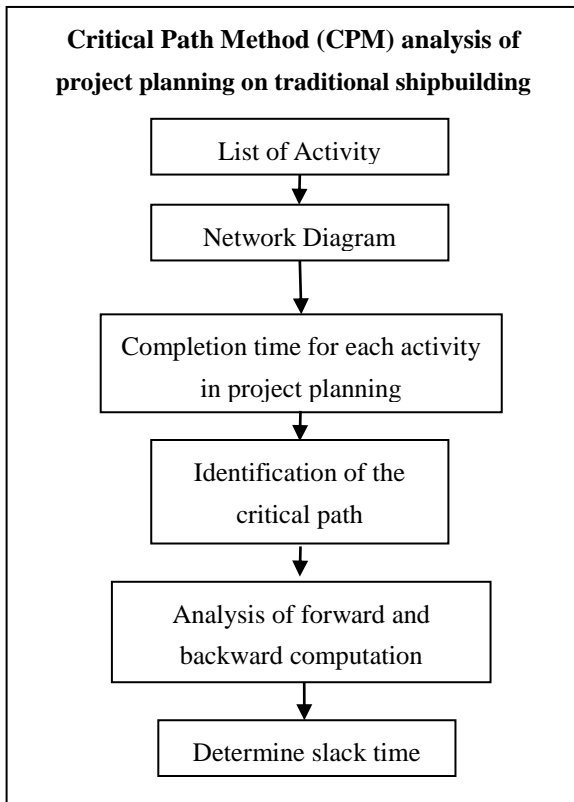 Critical Path Method (CPM) analysis of
project planning on traditional shipbuilding
List of Activity
Network Diagram
Completion time for each activity
in project planning
Identification of the
critical path
Analysis of forward and
backward computation
Determine slack time